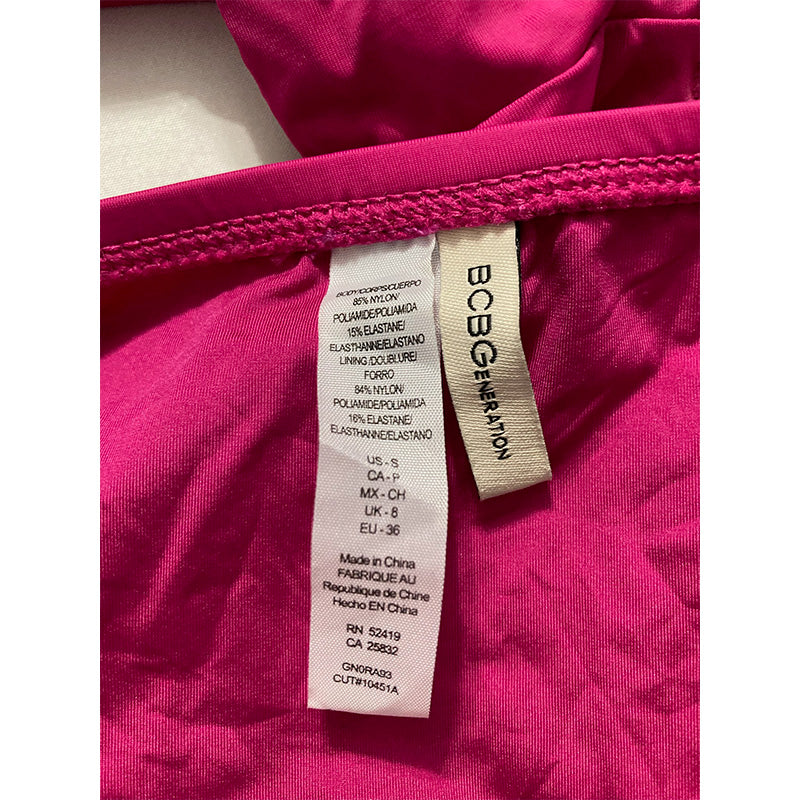 BODY/CORPS/CUERPO
85% NYLON/
POLIAMIDE/POLIAMIDA
15% ELASTANE/
ELASTHANNE/ELASTANO
LINING/DOUBLURE/
FORRO
84% NYLON/
POLIAMIDE/POLIAMIDA
16% ELASTANE/
ELASTHANNE/ELASTANO
US - S
CA - P
MX - CH
UK - 8
EU - 36
Made in China
FABRIQUE AU
Republique de Chine
Hecho EN China
RN 52419
CA 25832
GN0RA93
CUT#10451A
BCBGENERATION